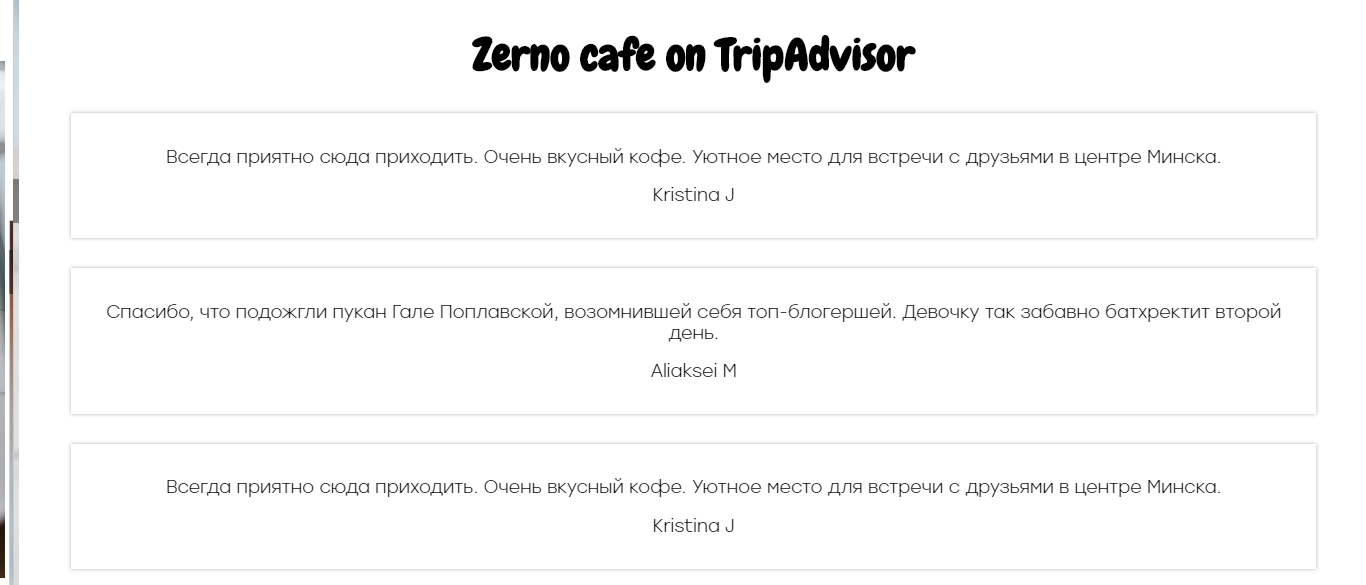 Zerno cafe on TripAdvisor
Всегда приятно сюда приходить. Очень вкусный кофе. Уютное место для встречи с друзьями в центре Минска.
Kristina J
Спасибо, что подожгли пукан Гале Поплавской, возомнившей себя топ-блогершей. Девочку так забавно батхректит второй
день.
Aliaksei M
Всегда приятно сюда приходить. Очень вкусный кофе. Уютное место для встречи с друзьями в центре Минска.
Kristina J